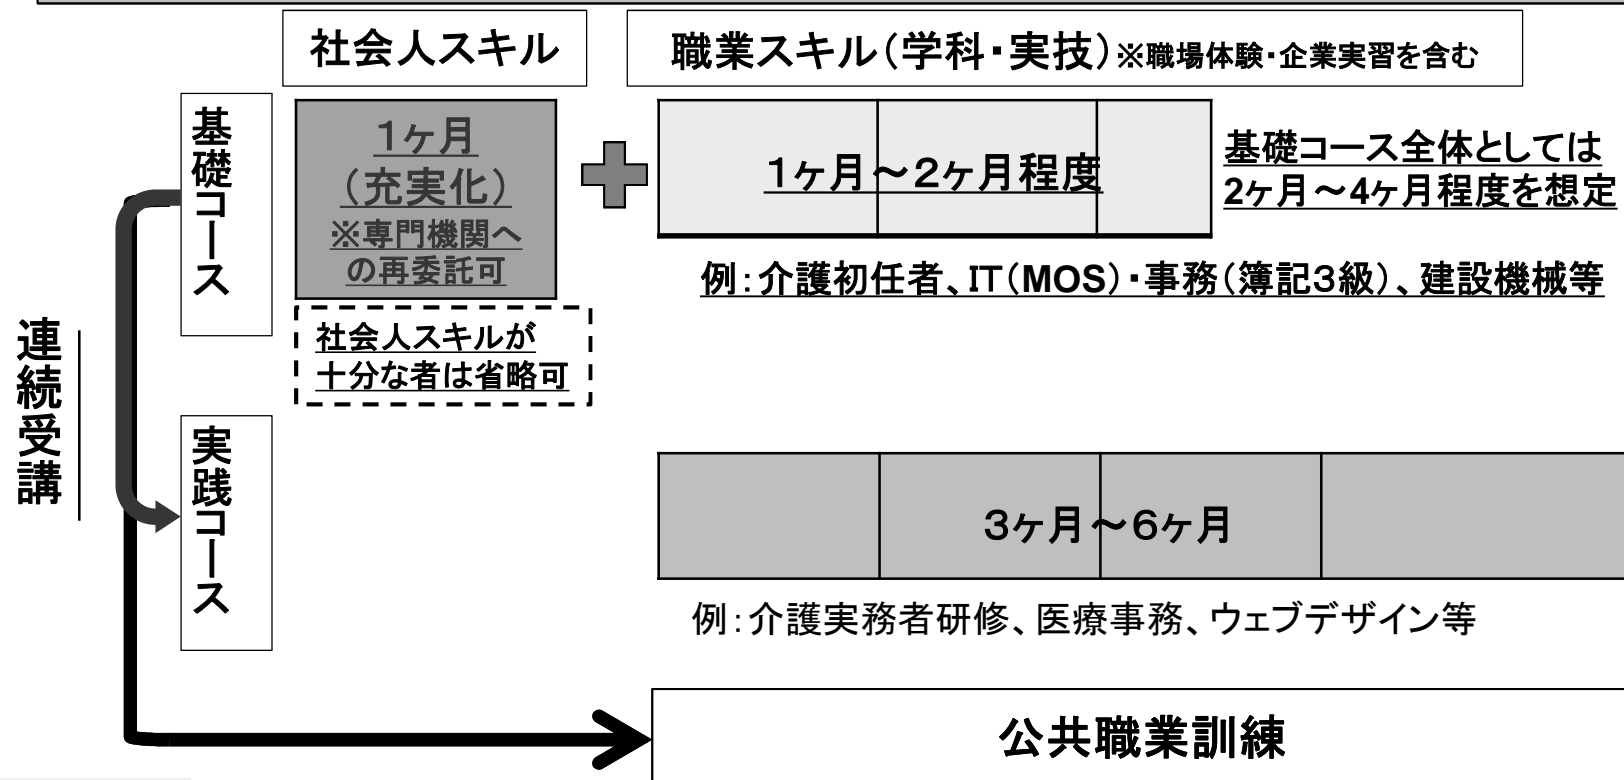 社会人スキル
職業スキル(学科・実技)※職場体験・企業実習を含む
基礎コース
1ヶ月
(充実化)
※専門機関へ
の再委託可
1ヶ月～2ヶ月程度
基礎コース全体としては
2ヶ月～4ヶ月程度を想定
例:介護初任者、IT(MOS)・事務(簿記3級)、建設機械等
社会人スキルが
十分な者は省略可
連続受講
実践コース
3ヶ月～6ヶ月
例:介護実務者研修、医療事務、ウェブデザイン等
公共職業訓練